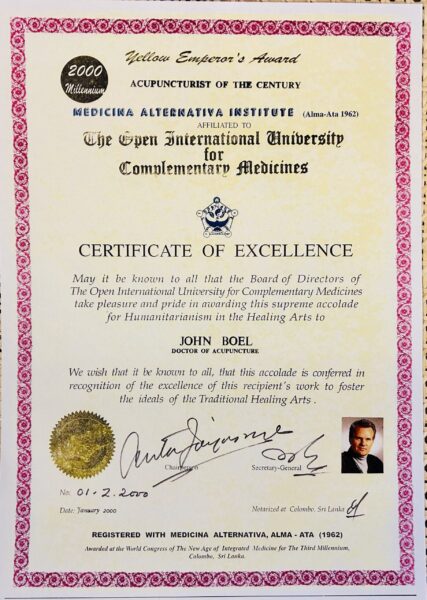 Yellow Emperor's Award
2000
Millennium
ACUPUNCTURIST OF THE CENTURY
MEDICINA ALTERNATIVA INSTITUTE (Alma-Ata 1962)
AFFILIATED TO
The Open International University
for
Complementary Medicines
CERTIFICATE OF EXCELLENCE
May it be known to all that the Board of Directors of
The Open International University for Complementary Medicines
take pleasure and pride in awarding this supreme accolade
for Humanitarianism in the Healing Arts to
JOHN BOEL
DOCTOR OF ACUPUNCTURE
We wish that it be known to all, that this accolade is conferred in
recognition of the excellence of this recipient's work to foster
the ideals of the Traditional Healing Arts .
Secretary-General
No: 01-2.2000
Date: January 2000
Notarized at Colombo, Sri Lanka
REGISTERED WITH MEDICINA ALTERNATIVA, ALMA - ATA (1962)
Awarded at the World Congress of The New Age of Integrated Medicine for The Third Millennium,
Colombo, Sri Lanka.